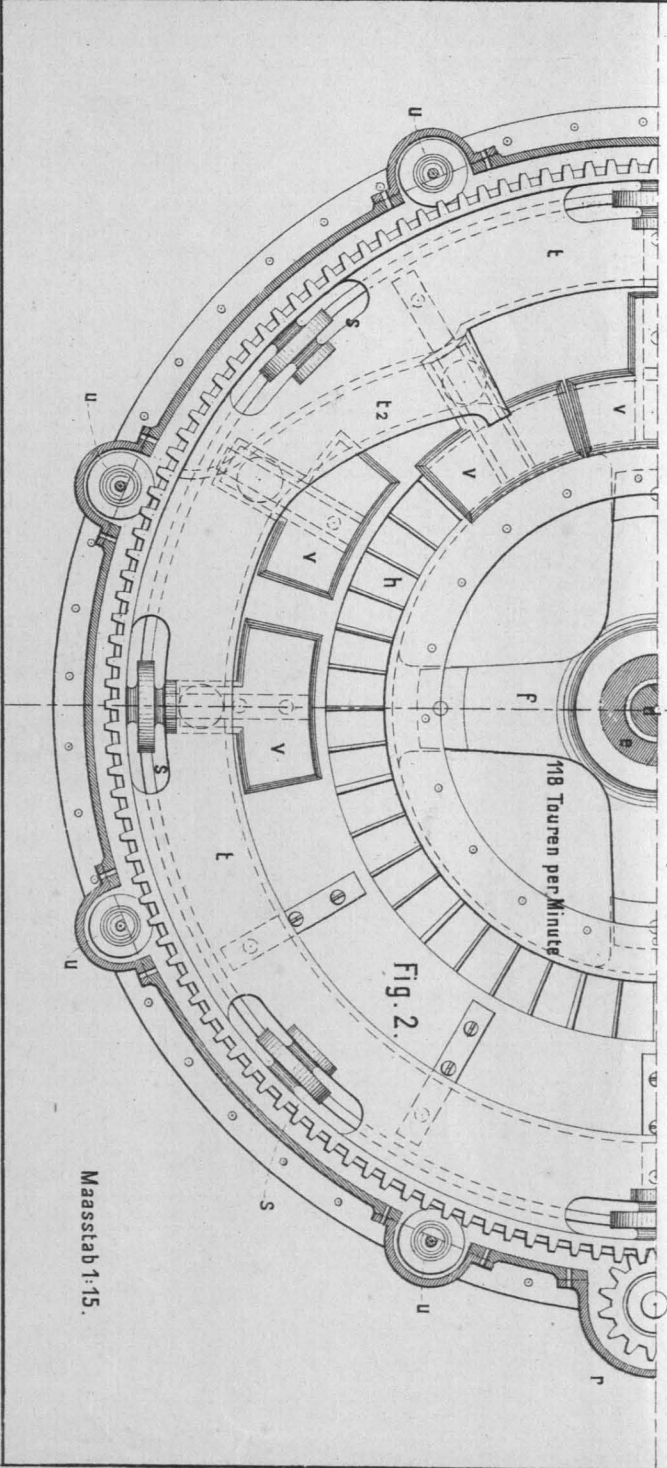 d
e
v
r
t
118 Touren per Minute
f
v
u
u
Fig. 2.
h
t2
s
v
v
s
t
s
u
Maasstab 1:15.
u